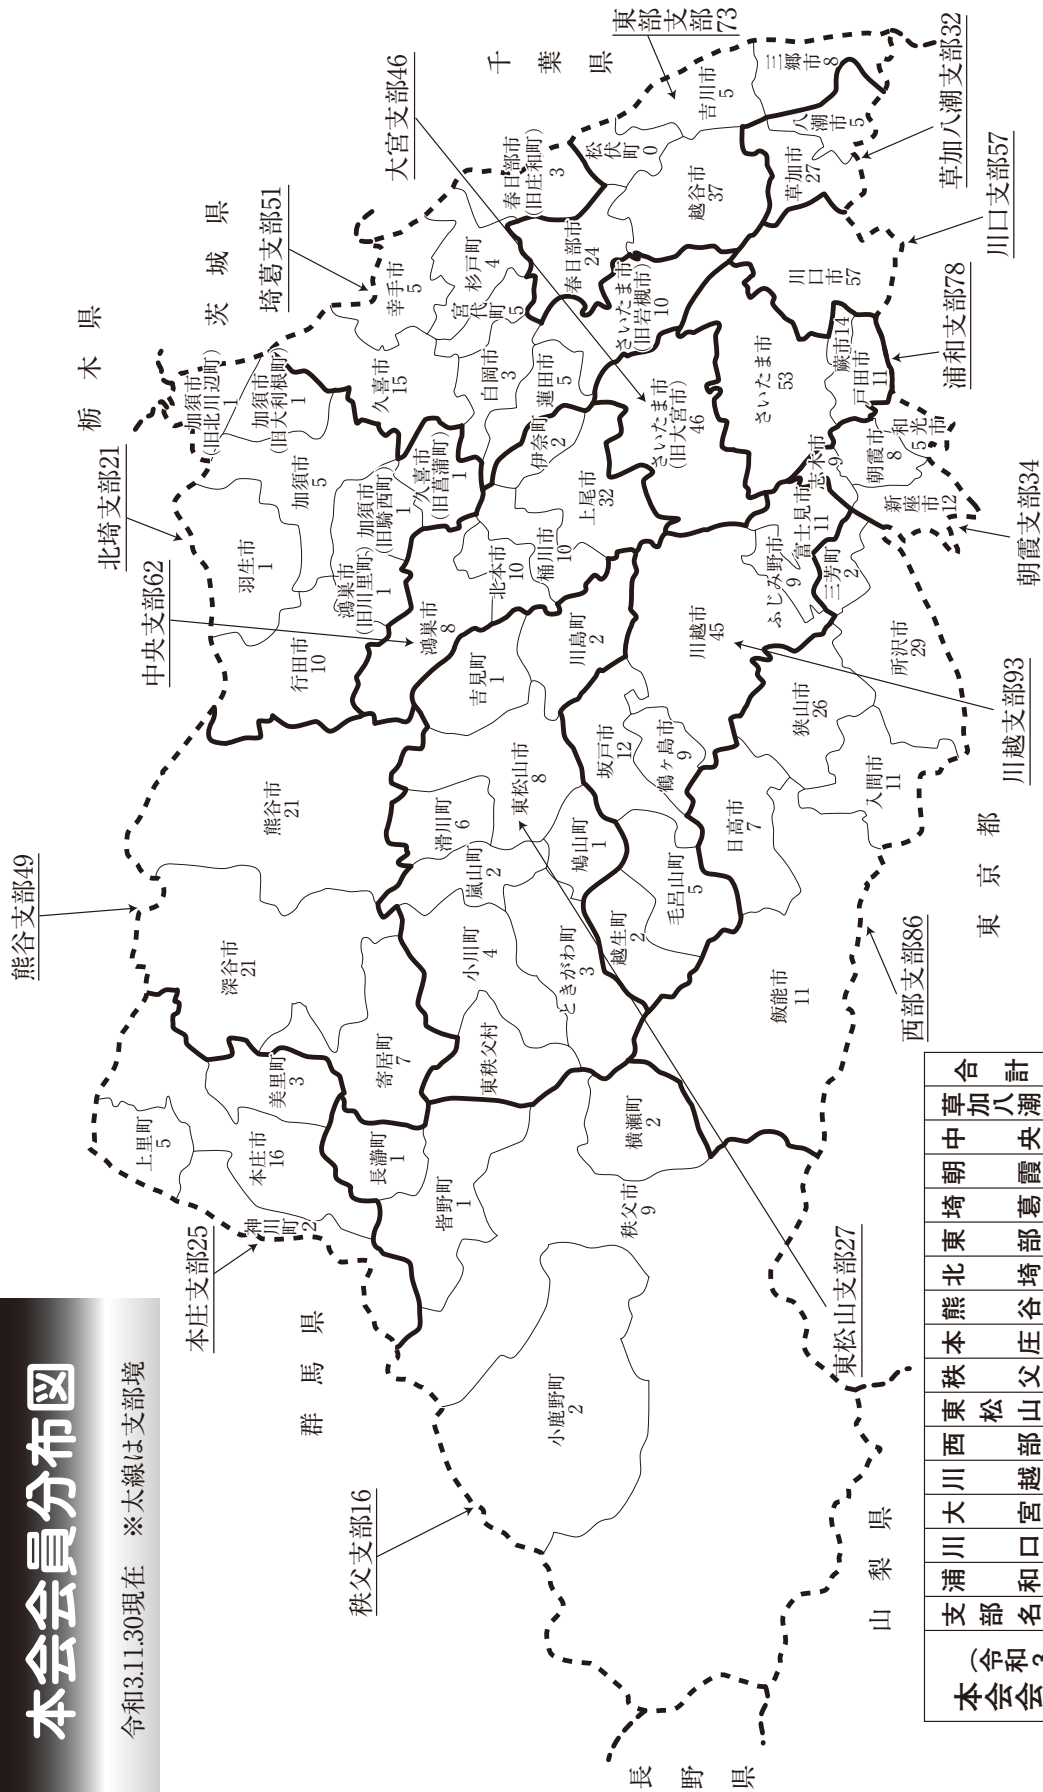 本会会員分布図
令和3.11.30現在　※太線は支部境
栃木県
茨城県
千葉県
群馬県
長野県
山梨県
東京都
熊谷支部49
本庄支部25
秩父支部16
中央支部62
北埼支部21
埼葛支部51
大宮支部46
東部支部73
草加八潮支部32
川口支部57
浦和支部78
朝霞支部34
川越支部93
西部支部86
東松山支部27
上里町
5
本庄市
16
神川町2
美里町
3
長瀞町
1
皆野町
1
小鹿野町
2
秩父市
9
横瀬町
2
深谷市
21
寄居町
7
熊谷市
21
東秩父村
小川町
4
ときがわ町
3
嵐山町
2
滑川町
6
東松山市
8
鳩山町
1
吉見町
1
川島町
2
越生町
2
毛呂山町
5
坂戸市
12
鶴ヶ島市
9
川越市
45
ふじみ野市
9
富士見市
11
日高市
7
飯能市
11
狭山市
26
入間市
11
所沢市
29
三芳町
2
志木市
9
朝霞市
8
和光市
5
新座市
12
行田市
10
羽生市
1
加須市
5
加須市
(旧北川辺町)
1
加須市
(旧大利根町)
1
加須市
(旧騎西町)
1
鴻巣市
(旧川里町)
1
鴻巣市
8
北本市
10
桶川市
10
上尾市
32
伊奈町
2
久喜市
(旧菖蒲町)
1
久喜市
15
幸手市
5
杉戸町
4
宮代町
5
白岡市
3
蓮田市
5
春日部市
(旧庄和町)
3
春日部市
24
さいたま市
(旧岩槻市)
10
さいたま市
(旧大宮市)
46
さいたま市
53
松伏町
0
越谷市
37
吉川市
5
三郷市
8
八潮市
5
草加市
27
川口市
57
蕨市14
戸田市
11
本会会
(令和3
支部名
浦和
川口
大宮
川越
西部
東松山
秩父
本庄
熊谷
北埼
東部
埼葛
朝霞
中央
草加八潮
合計